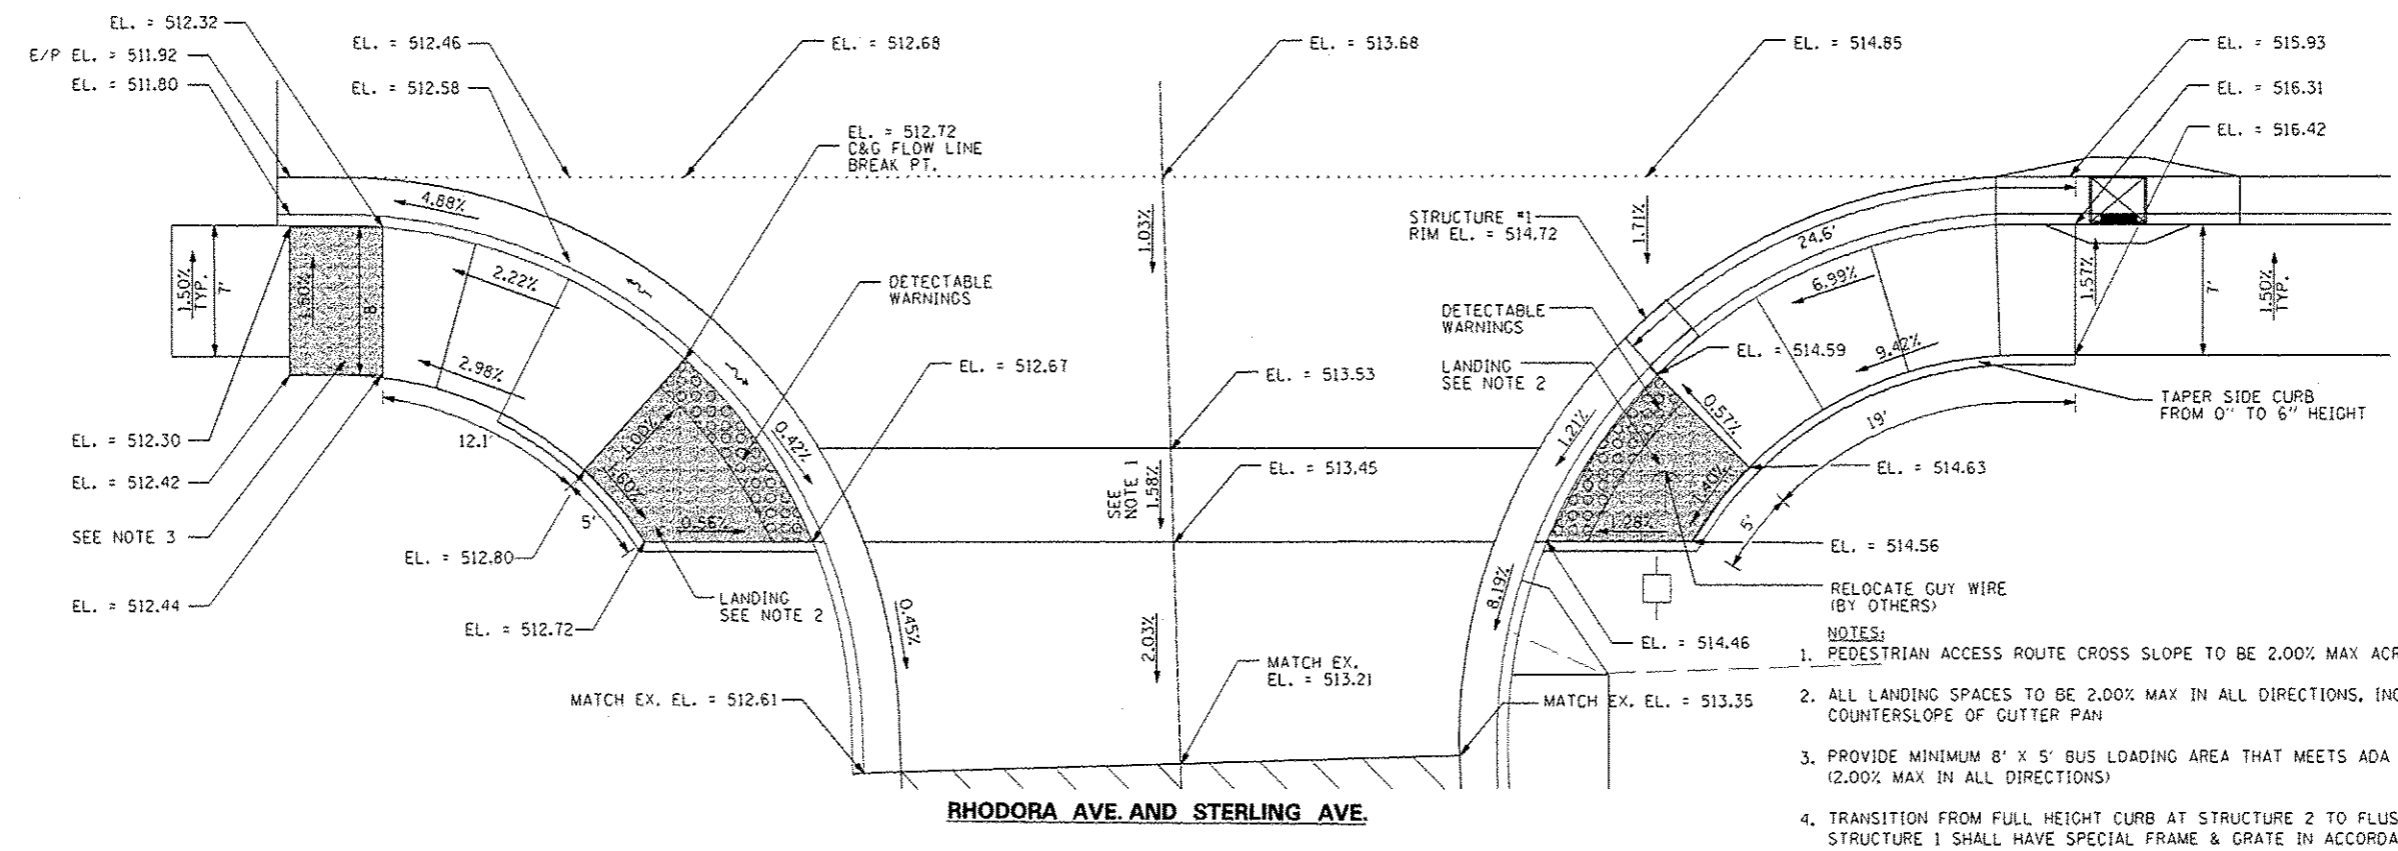 EL. = 512.32
E/P EL. = 511.92
EL. = 511.80
EL. = 512.46
EL. = 512.58
EL. = 512.68
EL. = 512.72
C&G FLOW LINE
BREAK PT.
EL. = 513.68
EL. = 514.85
EL. = 515.93
EL. = 516.31
EL. = 516.42
4.88%
2.22%
2.98%
1.50%
TYP.
7'
1.50%
8'
12.1'
5'
1.00%
1.60%
0.56%
0.42%
0.45%
DETECTABLE
WARNINGS
EL. = 512.67
1.03%
1.71%
EL. = 513.53
EL. = 513.45
SEE
NOTE 1
1.58%
2.03%
STRUCTURE #1
RIM EL. = 514.72
DETECTABLE
WARNINGS
LANDING
SEE NOTE 2
24.6'
6.99%
9.42%
1.57%
7'
1.50%
TYP.
EL. = 514.59
0.57%
1.21%
1.40%
1.28%
8.19%
19'
5'
TAPER SIDE CURB
FROM 0" TO 6" HEIGHT
EL. = 514.63
EL. = 514.56
RELOCATE GUY WIRE
(BY OTHERS)
EL. = 514.46
EL. = 512.30
EL. = 512.42
SEE NOTE 3
EL. = 512.44
EL. = 512.80
EL. = 512.72
LANDING
SEE NOTE 2
MATCH EX. EL. = 512.61
MATCH EX.
EL. = 513.21
MATCH EX. EL. = 513.35
RHODORA AVE. AND STERLING AVE.
NOTES:
1. PEDESTRIAN ACCESS ROUTE CROSS SLOPE TO BE 2.00% MAX ACR
2. ALL LANDING SPACES TO BE 2.00% MAX IN ALL DIRECTIONS, INC
COUNTERSLOPE OF GUTTER PAN
3. PROVIDE MINIMUM 8' X 5' BUS LOADING AREA THAT MEETS ADA
(2.00% MAX IN ALL DIRECTIONS)
4. TRANSITION FROM FULL HEIGHT CURB AT STRUCTURE 2 TO FLUS
STRUCTURE 1 SHALL HAVE SPECIAL FRAME & GRATE IN ACCORDA